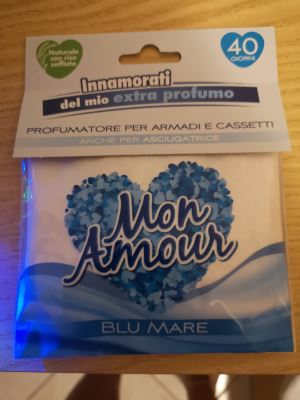 Naturale
con riso
soffiato
40
GIORNI
Innamorati
del mio extra profumo
PROFUMATORE PER ARMADI E CASSETTI
ANCHE PER ASCIUGATRICE
Mon
Amour
BLU MARE